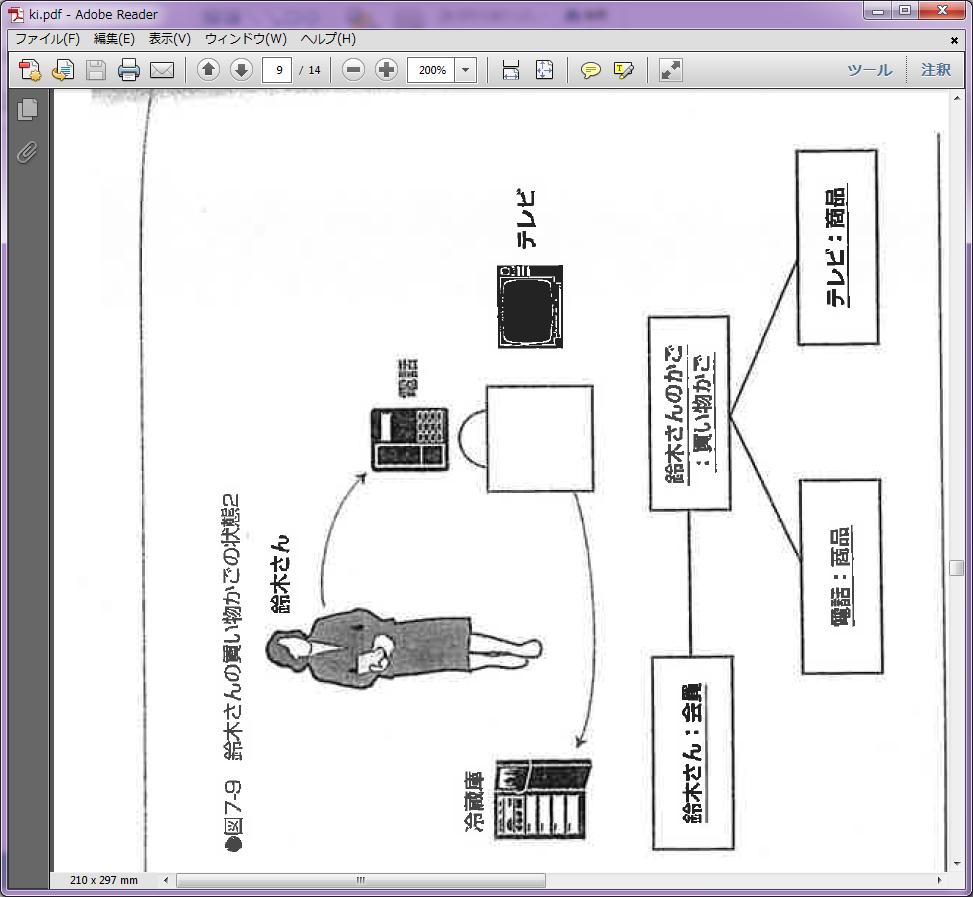 ki.pdf - Adobe Reader
ファイル(F) 編集(E) 表示(V) ウィンドウ(W) ヘルプ(H)
9 / 14 200% ツール 注釈
●図7-9 鈴木さんの買い物かごの状態2
鈴木さん
電話
テレビ
冷蔵庫
鈴木さん：会員
鈴木さんのかご
：買い物かご
電話：商品
テレビ：商品
210 x 297 mm